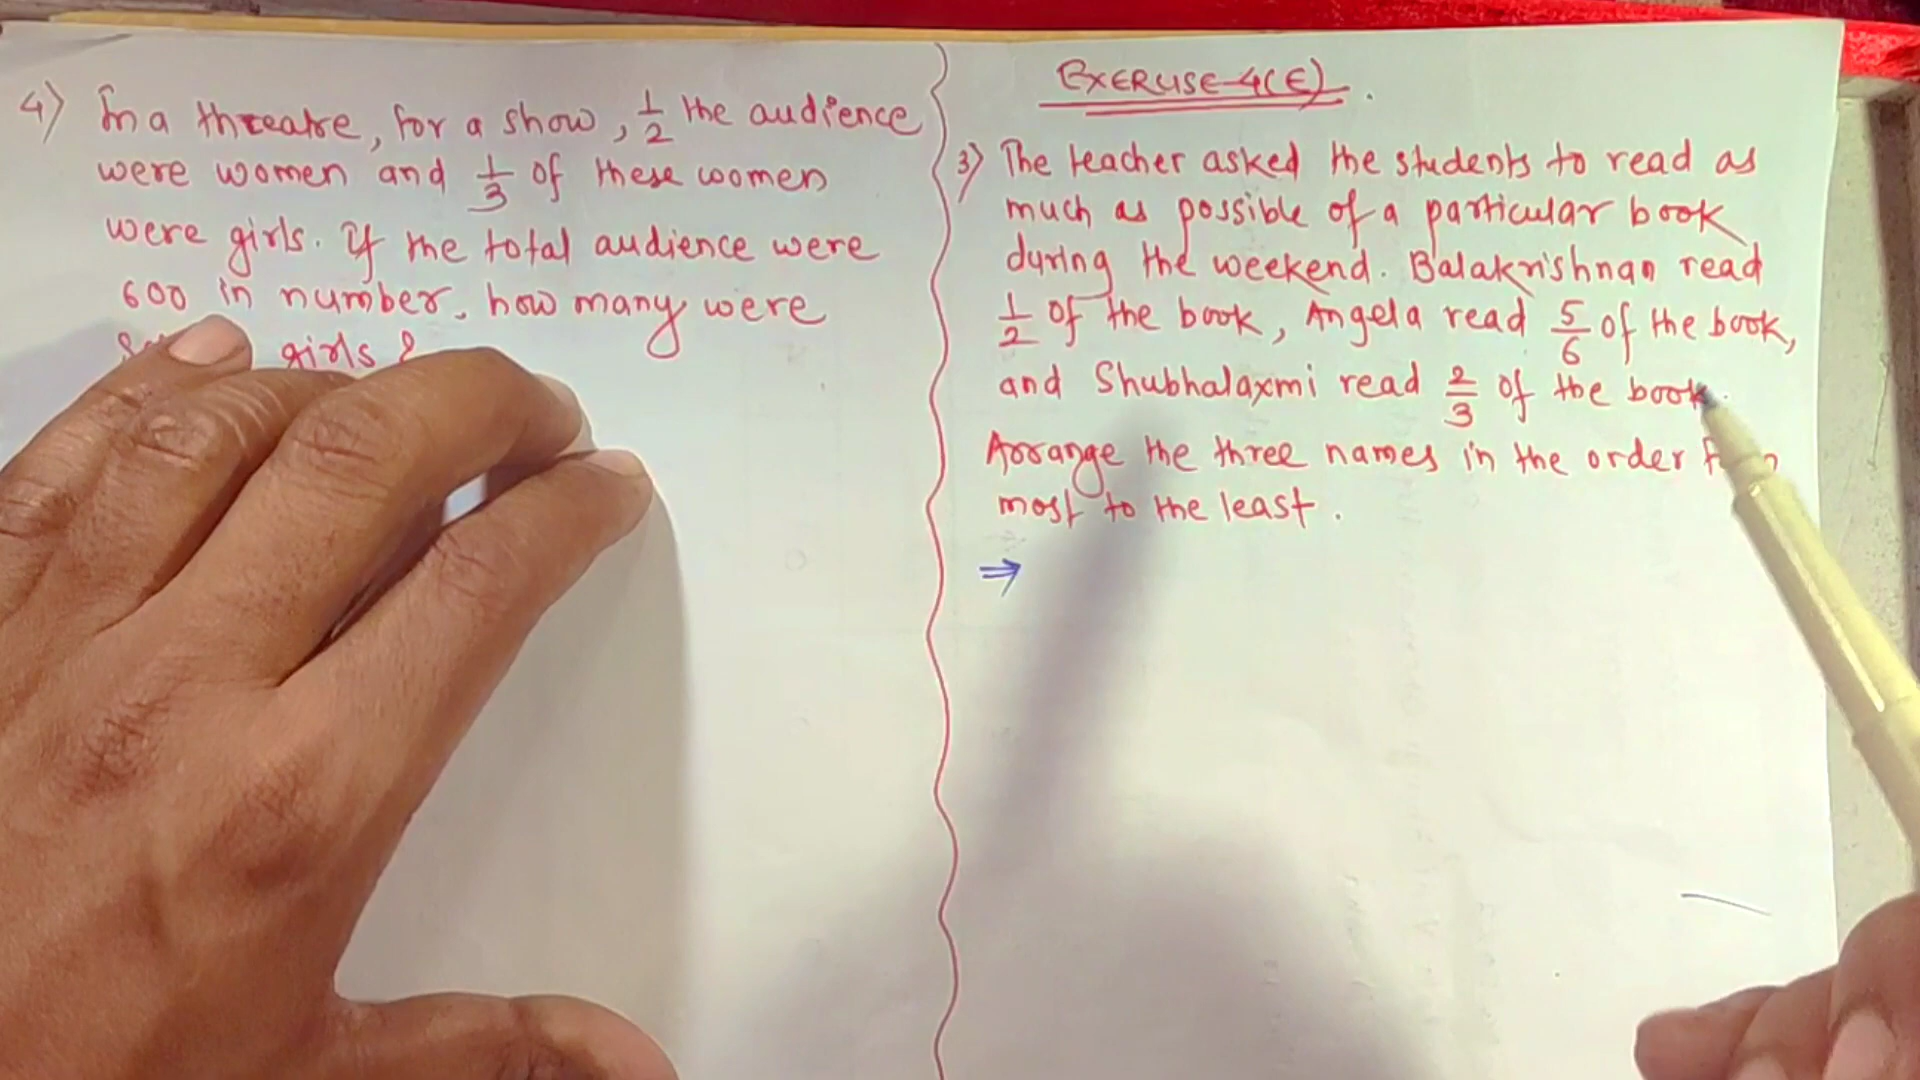 4) In a threatre, for a show, 1/2 the audience
were women and 1/3 of these women
were girls. If the total audience were
600 in number, how many were
girls ?
EXERCISE-4(E).
3) The teacher asked the students to read as
much as possible of a particular book
during the weekend. Balakrishnan read
1/2 of the book, Angela read 5/6 of the book,
and Shubhalaxmi read 2/3 of the book.
Arrange the three names in the order
most to the least.
⇒